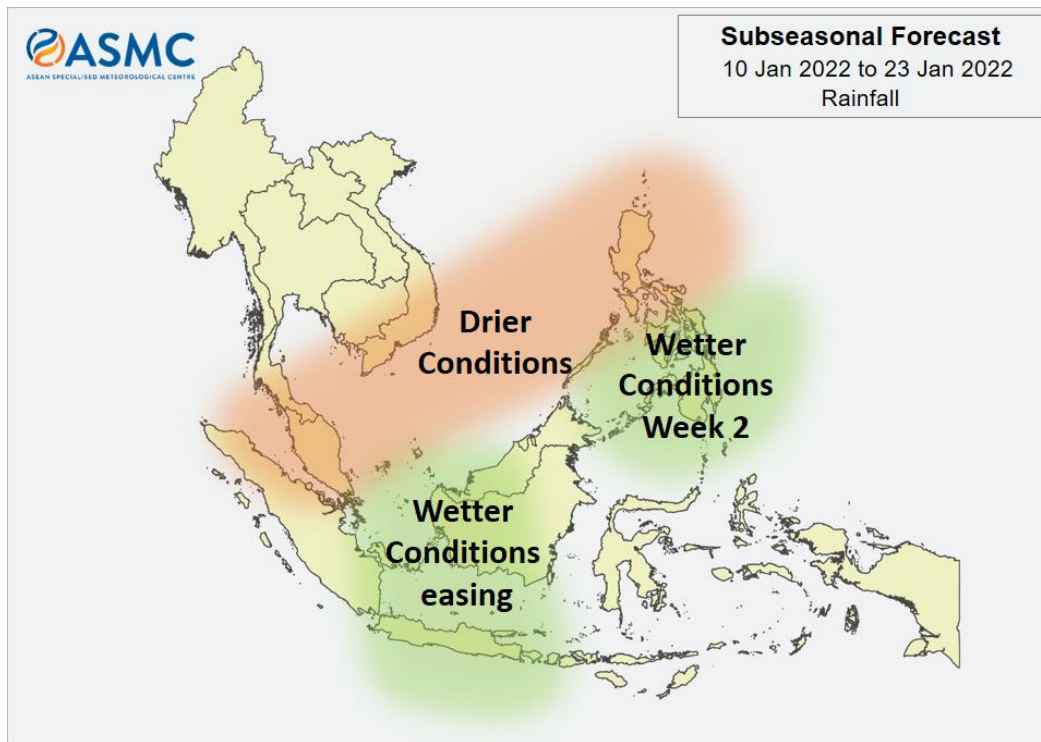 ASMC
ASEAN SPECIALISED METEOROLOGICAL CENTRE
Subseasonal Forecast
10 Jan 2022 to 23 Jan 2022
Rainfall
Drier
Conditions
Wetter
Conditions
Week 2
Wetter
Conditions
easing